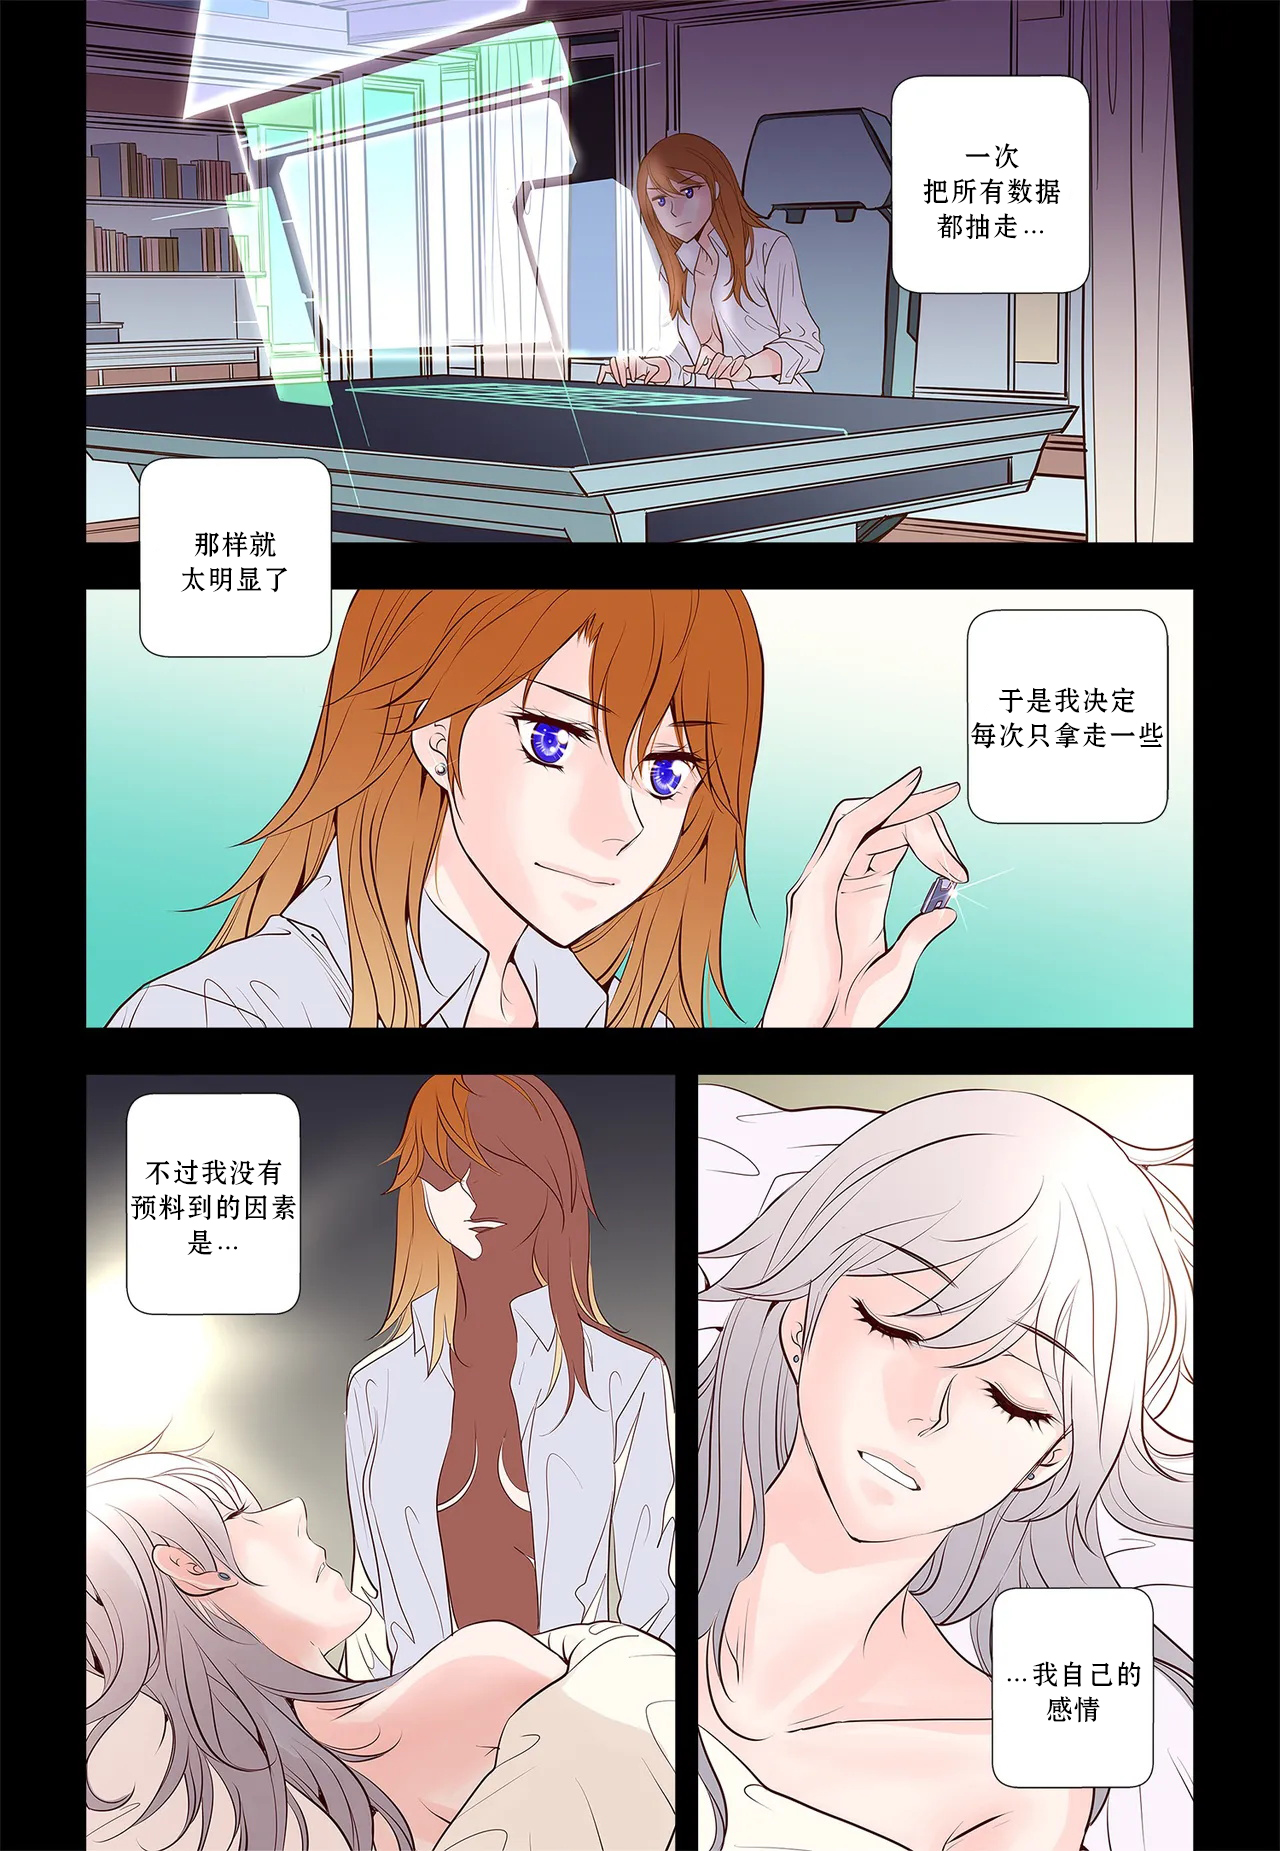 一次
把所有数据
都抽走…
那样就
太明显了
于是我决定
每次只拿走一些
不过我没有
预料到的因素
是…
…我自己的
感情